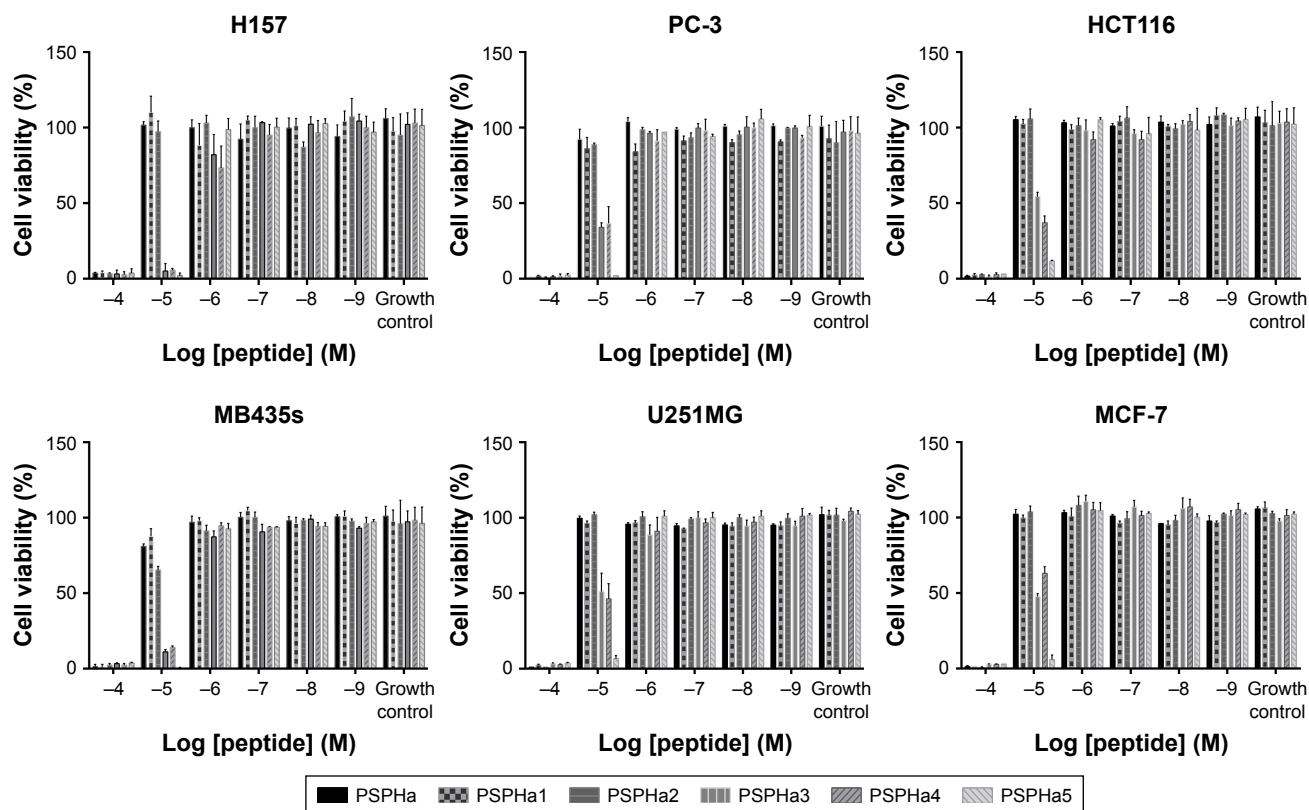 H157
PC-3
HCT116
Cell viability (%)
150
100
50
0
–4 –5 –6 –7 –8 –9 Growth
control
Log [peptide] (M)
Cell viability (%)
150
100
50
0
–4 –5 –6 –7 –8 –9 Growth
control
Log [peptide] (M)
Cell viability (%)
150
100
50
0
–4 –5 –6 –7 –8 –9 Growth
control
Log [peptide] (M)
MB435s
U251MG
MCF-7
Cell viability (%)
150
100
50
0
–4 –5 –6 –7 –8 –9 Growth
control
Log [peptide] (M)
Cell viability (%)
150
100
50
0
–4 –5 –6 –7 –8 –9 Growth
control
Log [peptide] (M)
Cell viability (%)
150
100
50
0
–4 –5 –6 –7 –8 –9 Growth
control
Log [peptide] (M)
PSPHa PSPHa1 PSPHa2 PSPHa3 PSPHa4 PSPHa5